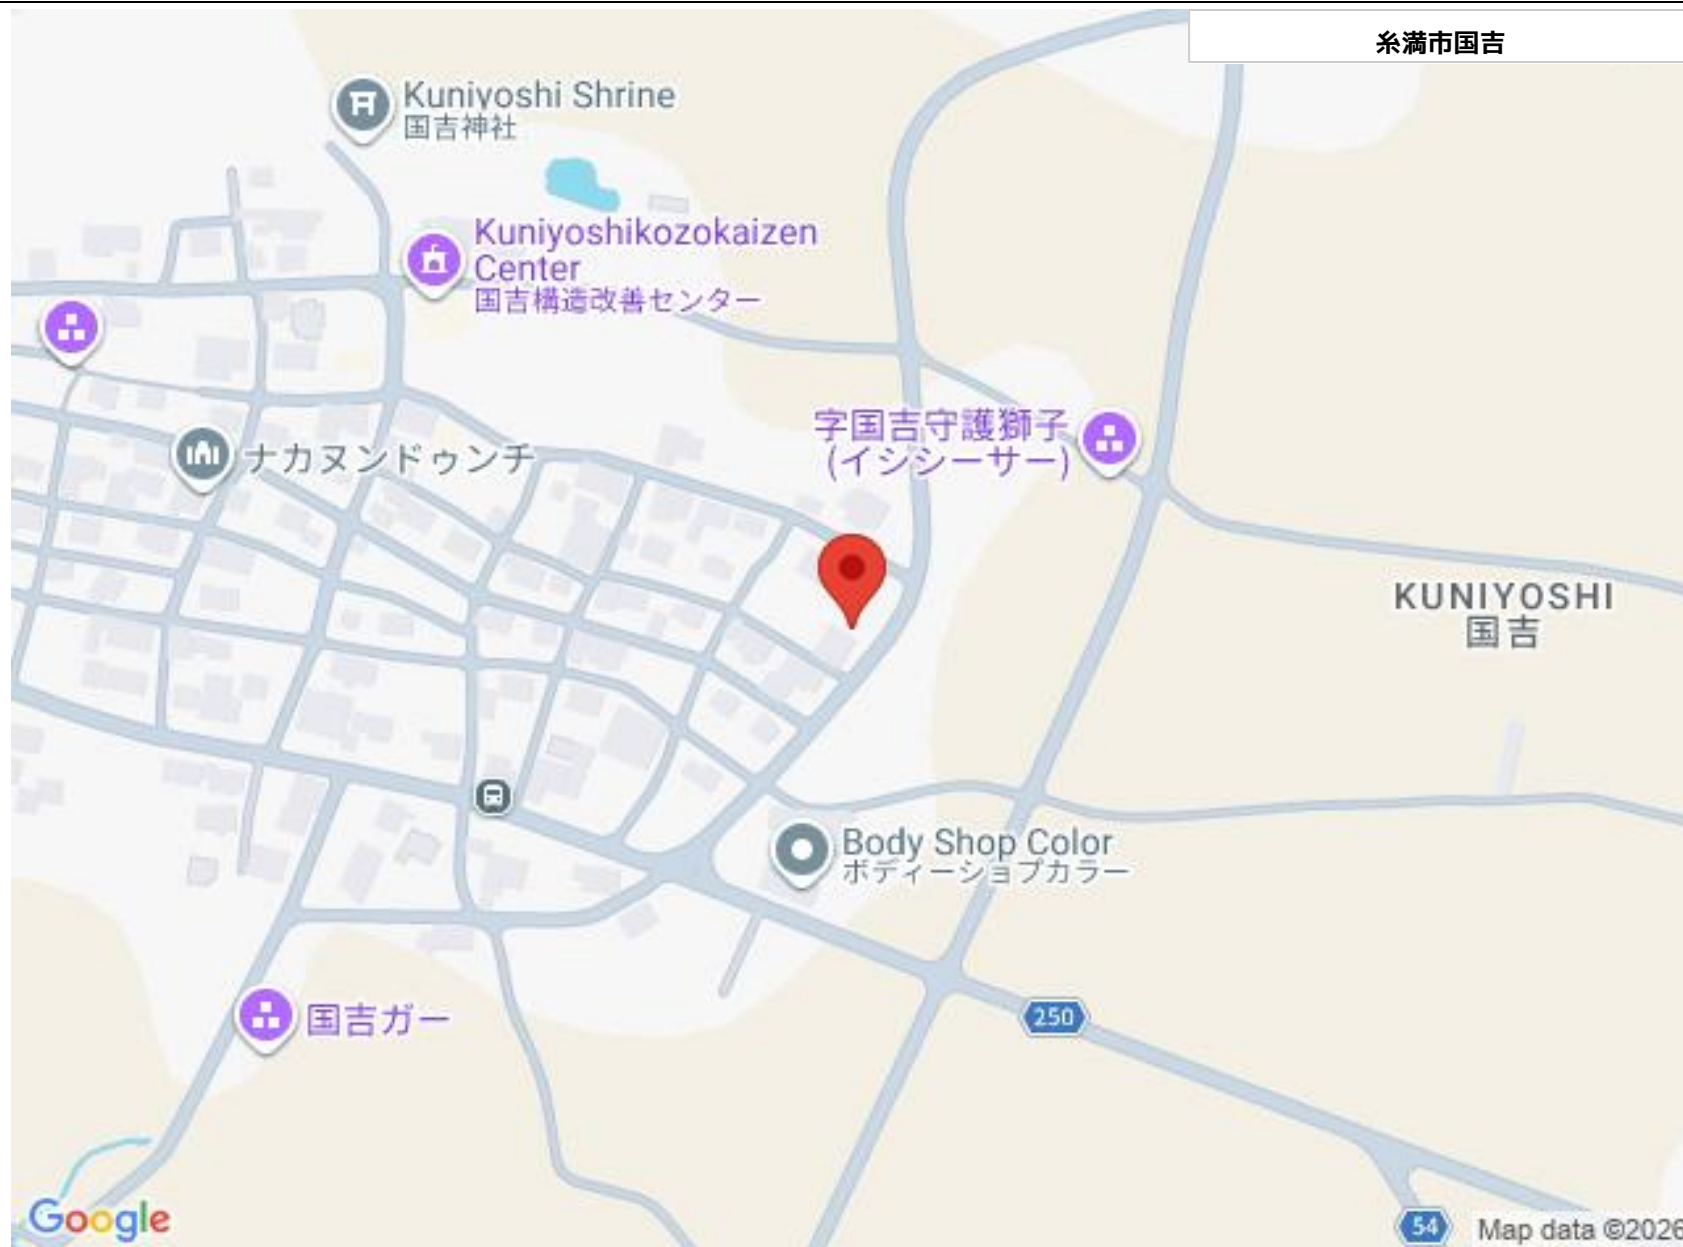 糸満市国吉
Kuniyoshi Shrine
国吉神社
Kuniyoshikozokaizen
Center
国吉構造改善センター
字国吉守護獅子
(イシシーサー)
ナカヌンドゥンチ
KUNIYOSHI
国吉
Body Shop Color
ボディーショップカラー
国吉ガー
250
54
Google
Map data ©2026